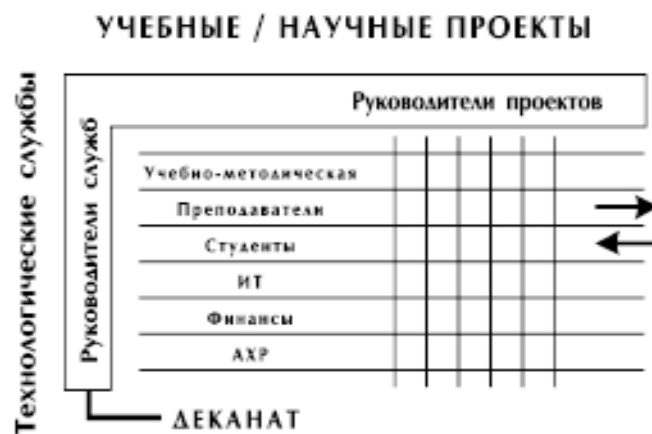 УЧЕБНЫЕ / НАУЧНЫЕ ПРОЕКТЫ
Технологические службы
Руководители проектов
Руководители служб
Учебно-методическая
Преподаватели
Студенты
ИТ
Финансы
АХР
ДЕКАНАТ